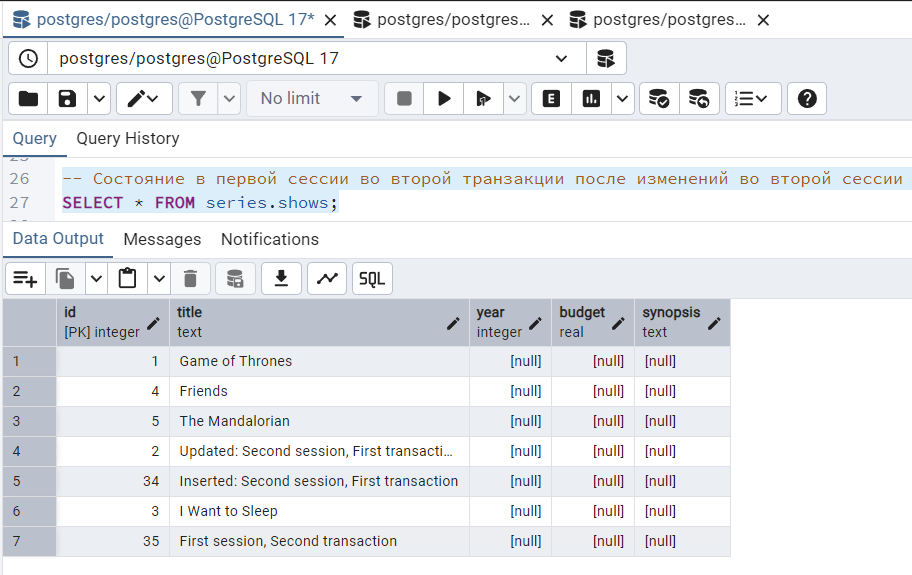 postgres/postgres@PostgreSQL 17*
postgres/postgres...
postgres/postgres...
postgres/postgres@PostgreSQL 17
No limit
E
Query
Query History
26 -- Состояние в первой сессии во второй транзакции после изменений во второй сессии
27 SELECT * FROM series.shows;
Data Output
Messages
Notifications
SQL
id title year budget synopsis
[PK] integer text integer real text
1 1 Game of Thrones [null] [null] [null]
2 4 Friends [null] [null] [null]
3 5 The Mandalorian [null] [null] [null]
4 2 Updated: Second session, First transacti... [null] [null] [null]
5 34 Inserted: Second session, First transaction [null] [null] [null]
6 3 I Want to Sleep [null] [null] [null]
7 35 First session, Second transaction [null] [null] [null]